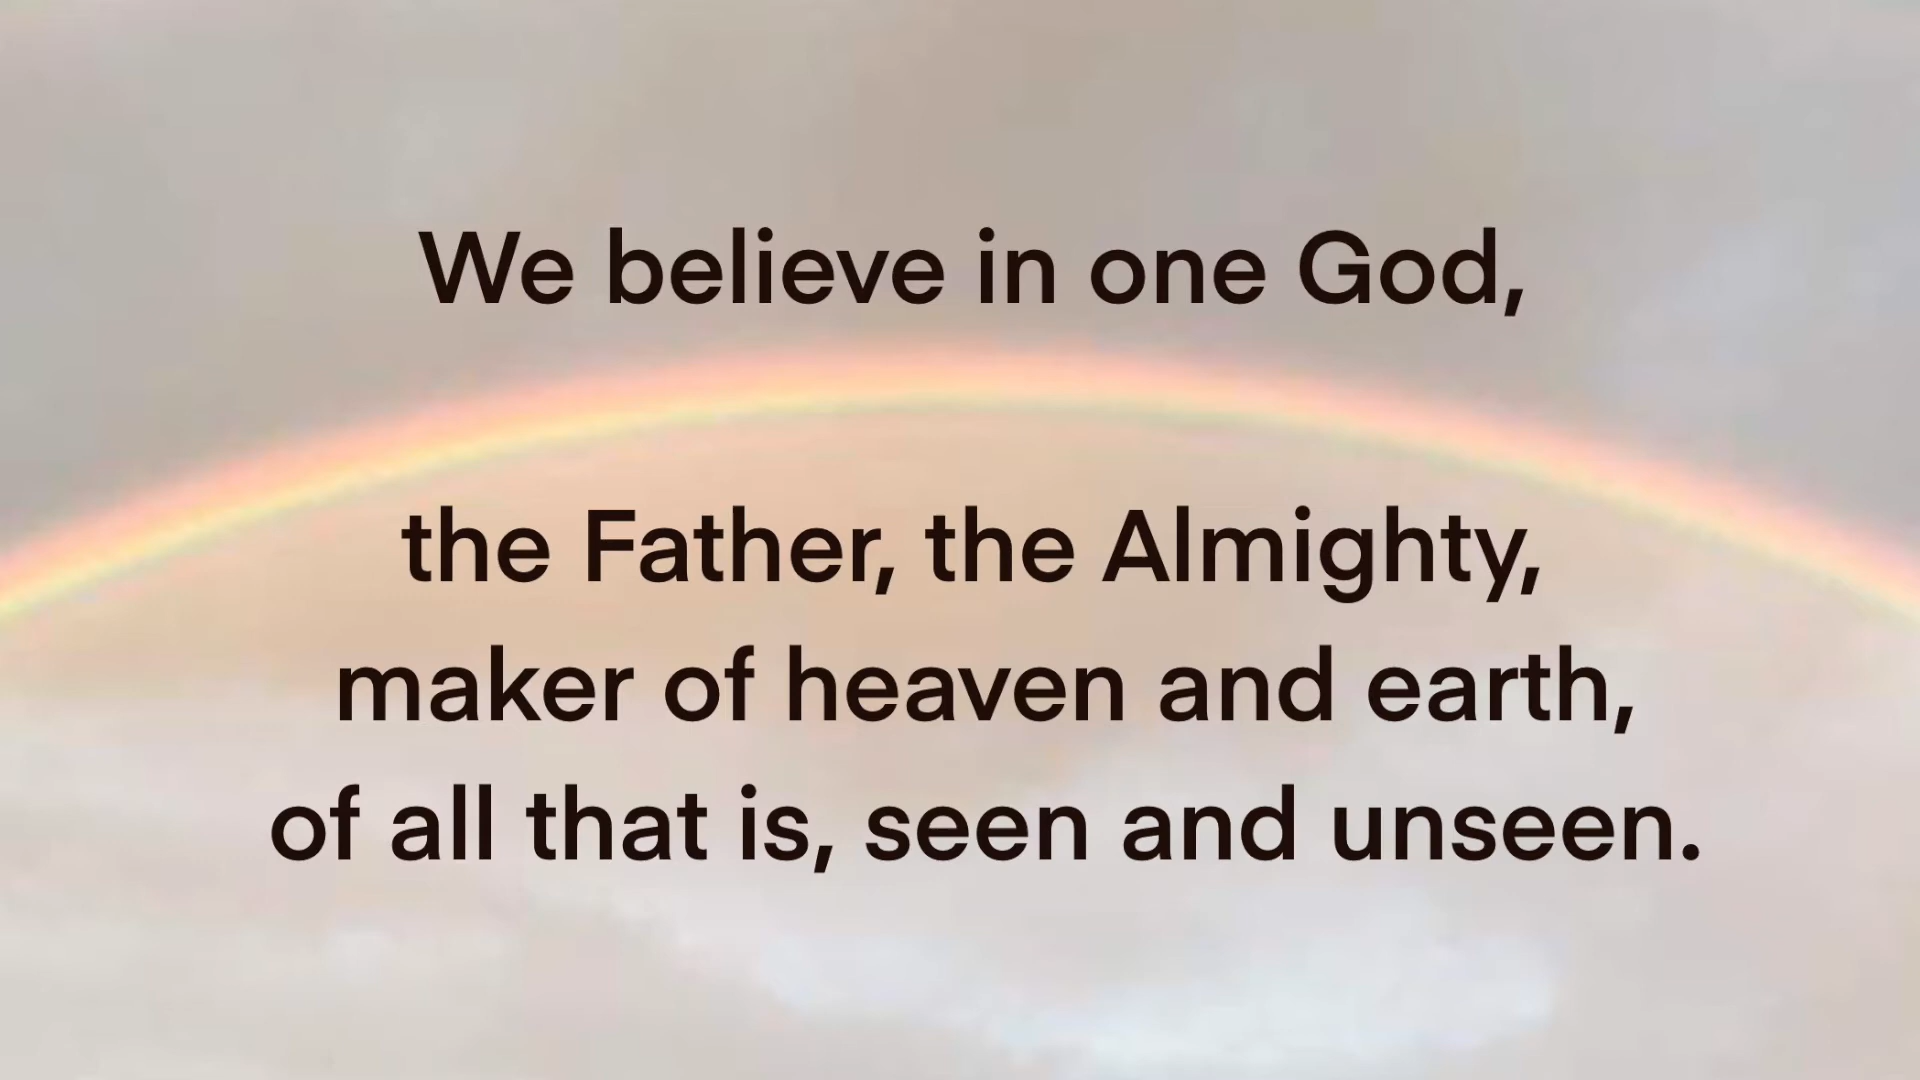 We believe in one God,
the Father, the Almighty,
maker of heaven and earth,
of all that is, seen and unseen.